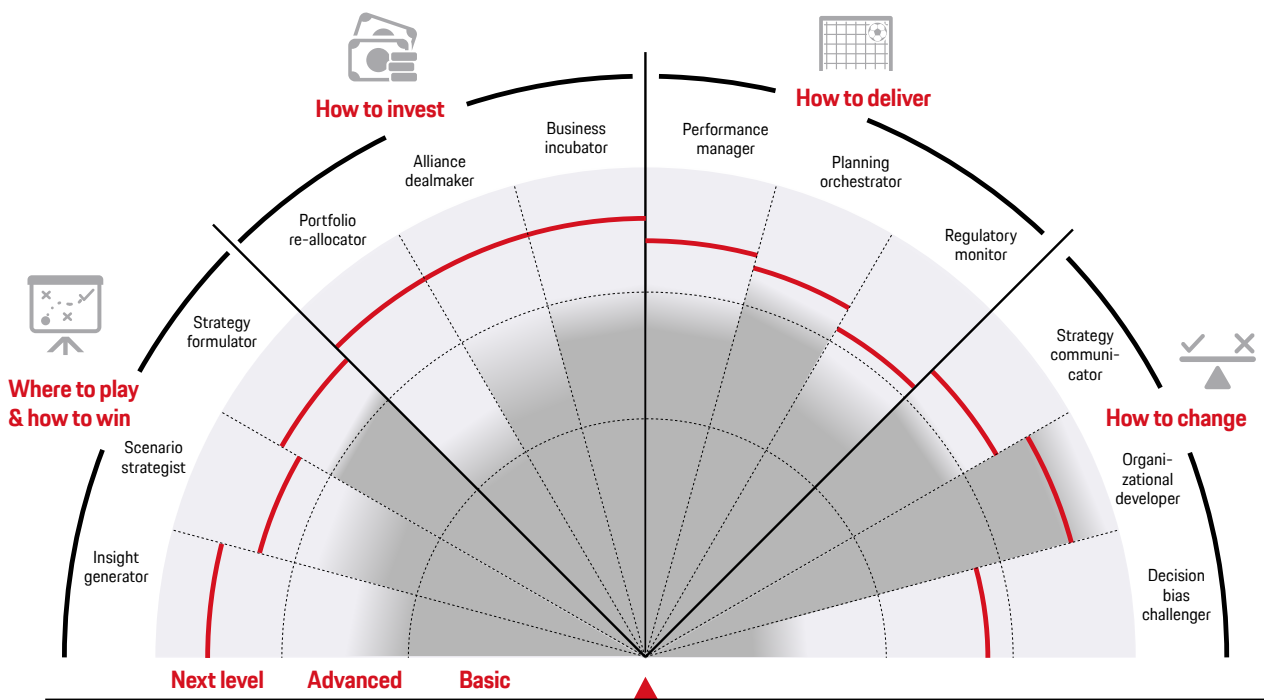 How to invest
How to deliver
Business
incubator
Performance
manager
Alliance
dealmaker
Planning
orchestrator
Portfolio
re-allocator
Regulatory
monitor
Strategy
formulator
Strategy
communi-
cator
Where to play
& how to win
How to change
Scenario
strategist
Organi-
zational
developer
Insight
generator
Decision
bias
challenger
Next level
Advanced
Basic